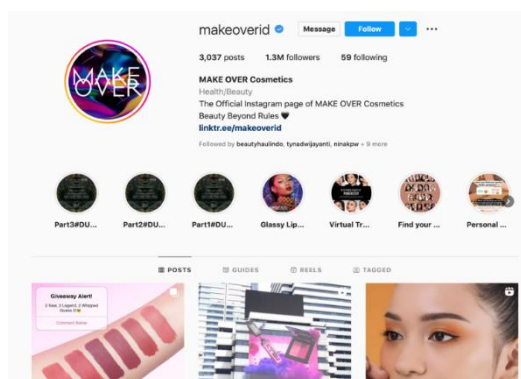 makeoverid
Message
Follow
3,037 posts 1.3M followers 59 following
MAKE OVER Cosmetics
Health/Beauty
The Official Instagram page of MAKE OVER Cosmetics
Beauty Beyond Rules 🖤
linktr.ee/makeoverid
Followed by beautyhaulindo, tynadwijayanti, ninakpw + 9 more
MAKE
OVER
Part3#DU...
Part2#DU...
Part1#DU...
Glassy Lip...
Virtual Tr...
Find your ...
Personal ...
POSTS
GUIDES
REELS
TAGGED
Giveaway Alert!
Comment Below